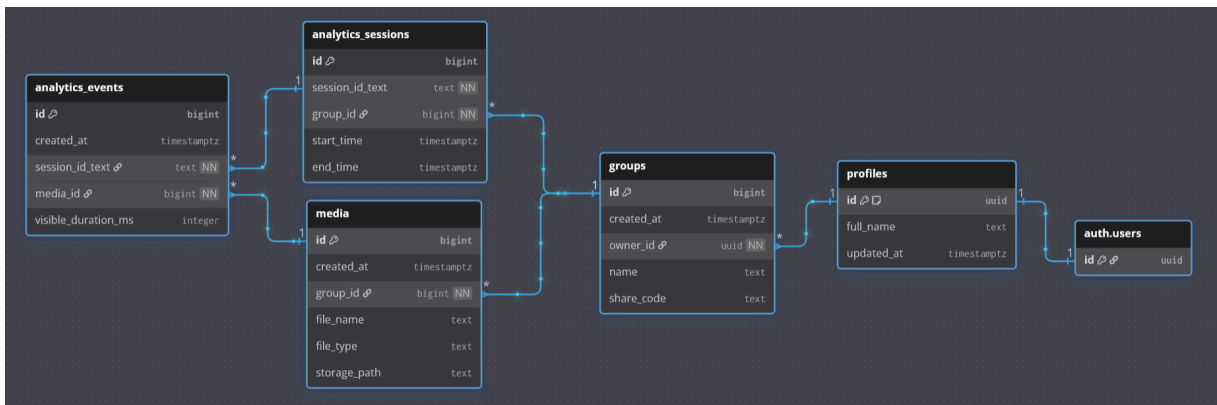 analytics_events
id bigint
created_at timestamptz
session_id_text text NN
media_id bigint NN
visible_duration_ms integer
analytics_sessions
id bigint
session_id_text text NN
group_id bigint NN
start_time timestamptz
end_time timestamptz
media
id bigint
created_at timestamptz
group_id bigint NN
file_name text
file_type text
storage_path text
groups
id bigint
created_at timestamptz
owner_id uuid NN
name text
share_code text
profiles
id uuid
full_name text
updated_at timestamptz
auth.users
id uuid
*
1
*
1
*
*
1
*
1
1
1